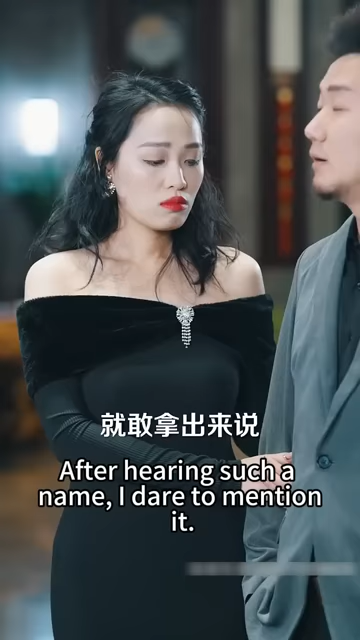 就敢拿出来说
After hearing such a
name, I dare to mention
it.